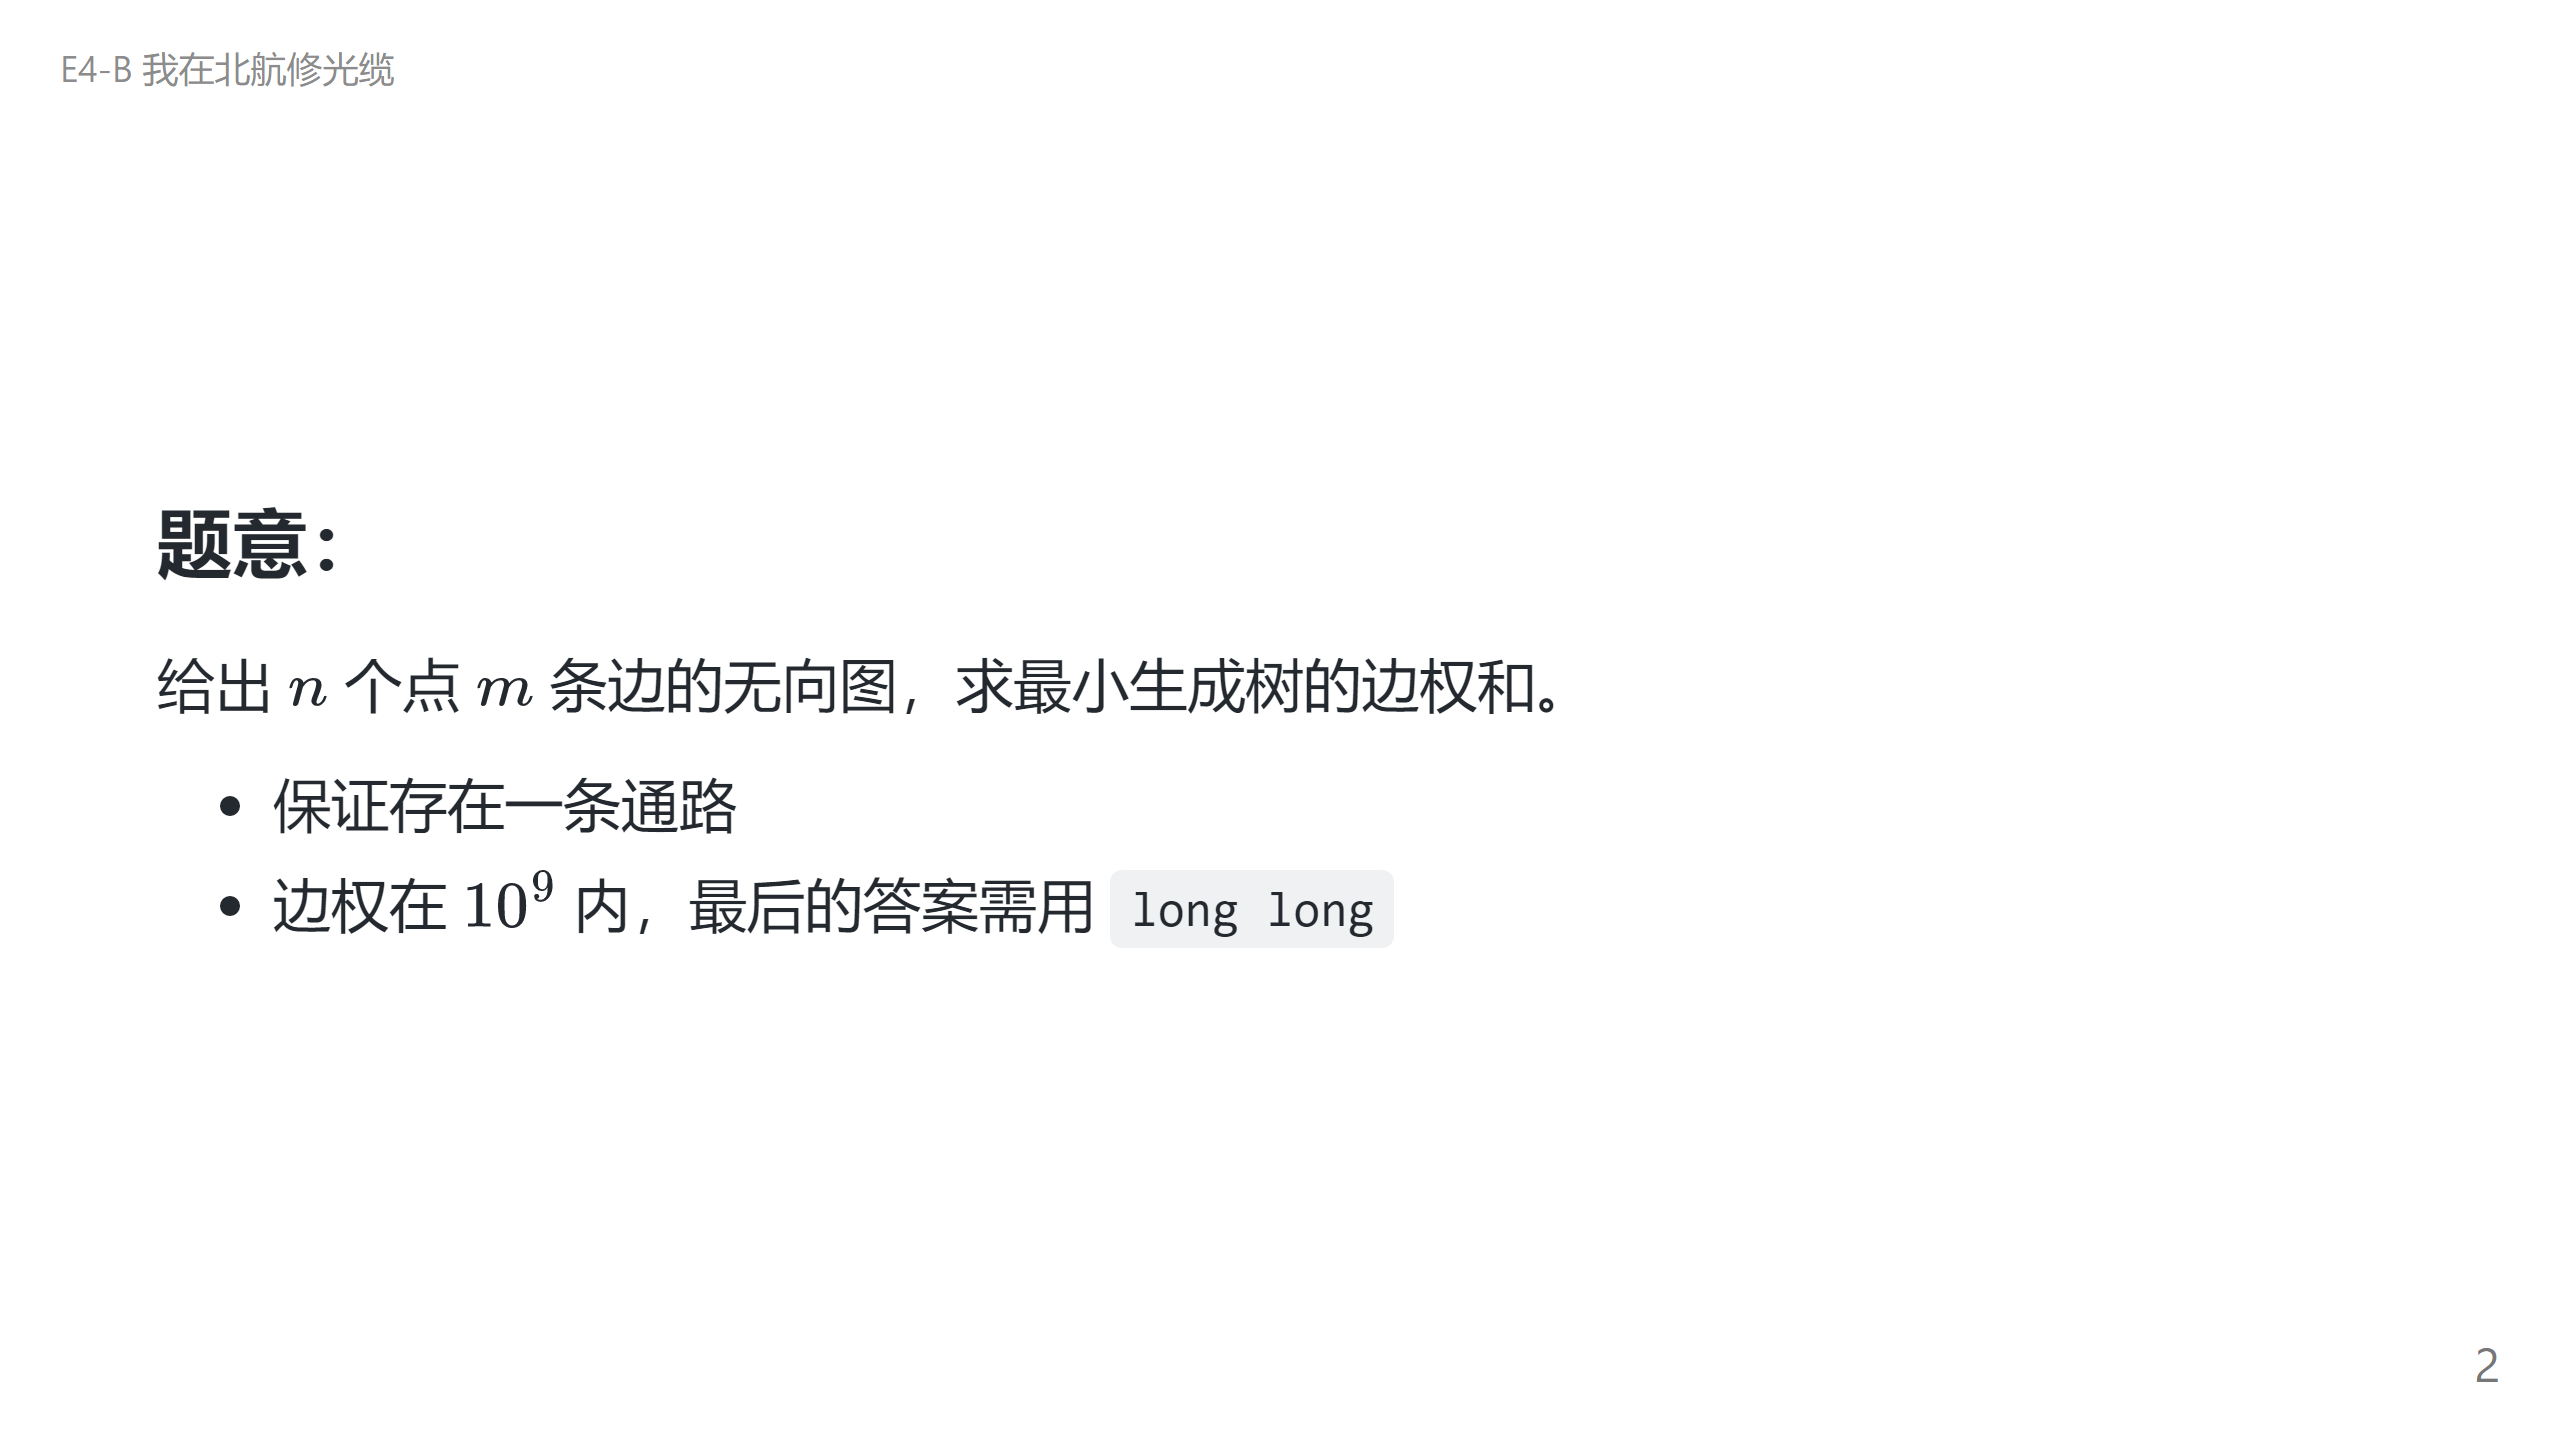 E4-B 我在北航修光缆
题意：
给出 n 个点 m 条边的无向图，求最小生成树的边权和。
• 保证存在一条通路
• 边权在 10⁹ 内，最后的答案需用 long long
2